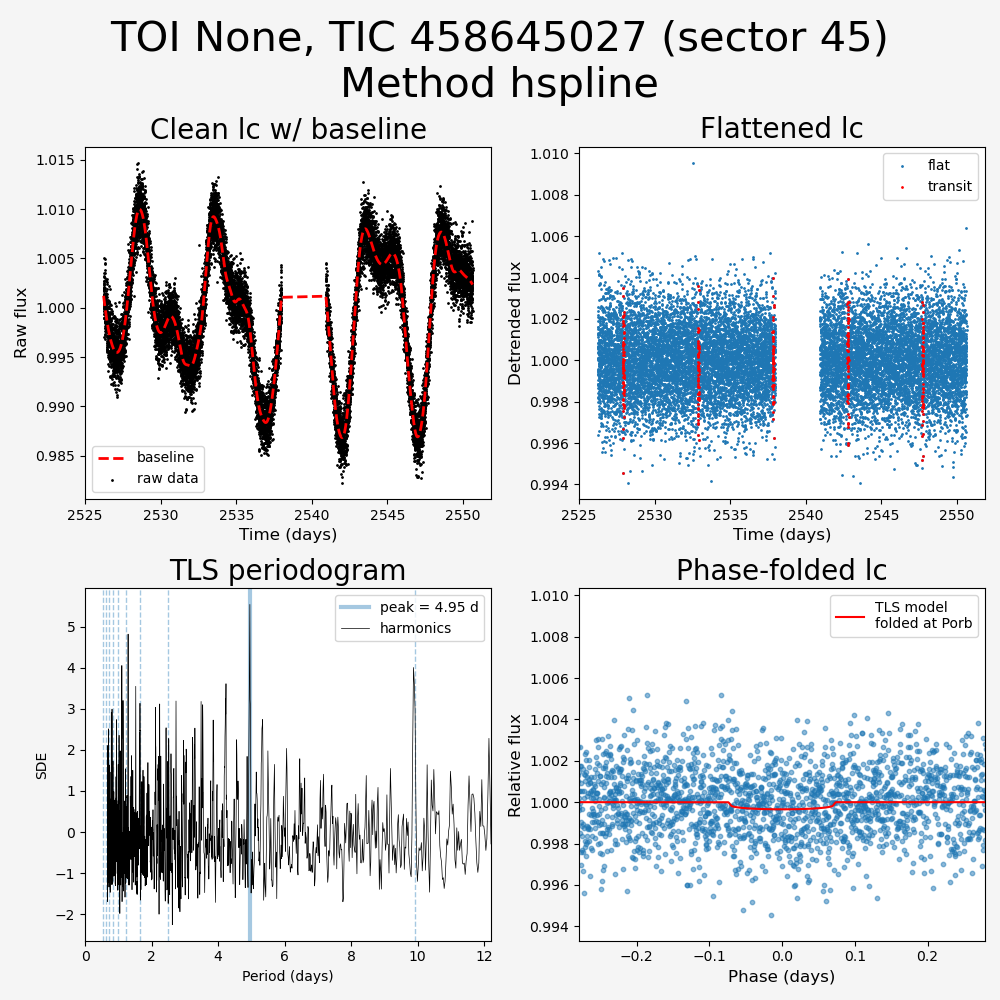 TOI None, TIC 458645027 (sector 45)
Method hspline
Clean lc w/ baseline
Raw flux
1.015
1.010
1.005
1.000
0.995
0.990
0.985
baseline
raw data
2525 2530 2535 2540 2545 2550
Time (days)
Flattened lc
Detrended flux
1.010
1.008
1.006
1.004
1.002
1.000
0.998
0.996
0.994
flat
transit
2525 2530 2535 2540 2545 2550
Time (days)
TLS periodogram
SDE
5
4
3
2
1
0
−1
−2
peak = 4.95 d
harmonics
0 2 4 6 8 10 12
Period (days)
Phase-folded lc
Relative flux
1.010
1.008
1.006
1.004
1.002
1.000
0.998
0.996
0.994
TLS model
folded at Porb
−0.2 −0.1 0.0 0.1 0.2
Phase (days)